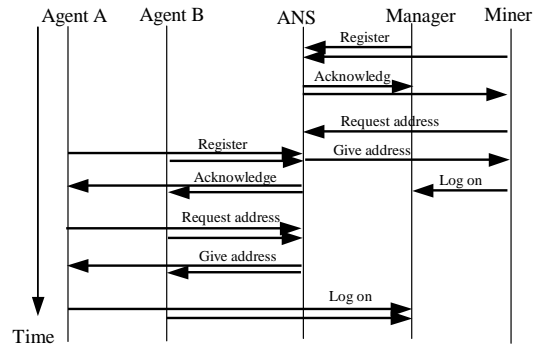 Agent A Agent B ANS Manager Miner
Register
Acknowledg
Request address
Register
Give address
Acknowledge
Log on
Request address
Give address
Log on
Time